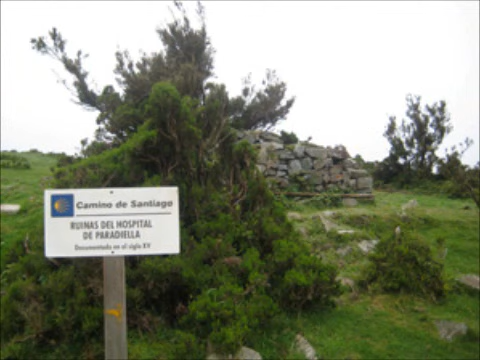 Camino de Santiago
RUINAS DEL HOSPITAL
DE PARADIELLA
Documentado en el siglo XV